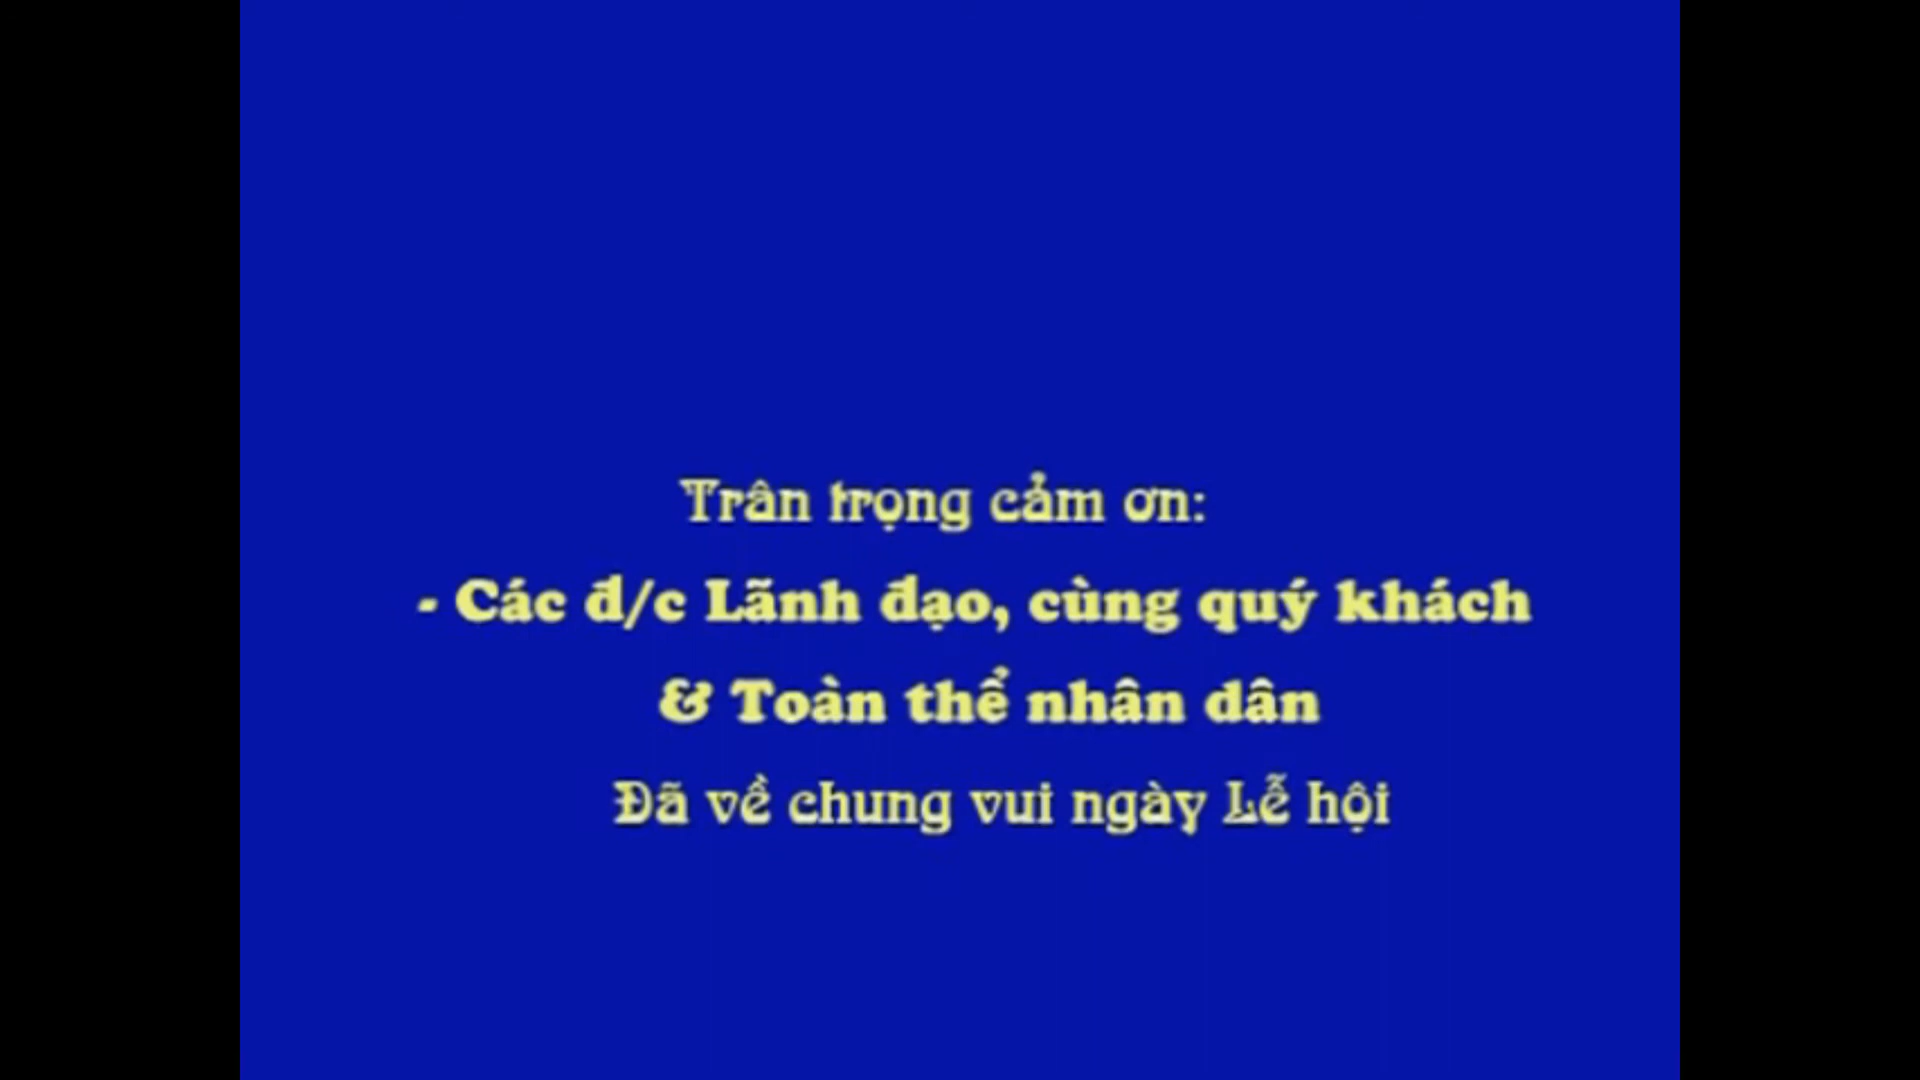 Trân trọng cảm ơn:
- Các đ/c Lãnh đạo, cùng quý khách
& Toàn thể nhân dân
Đã về chung vui ngày Lễ hội